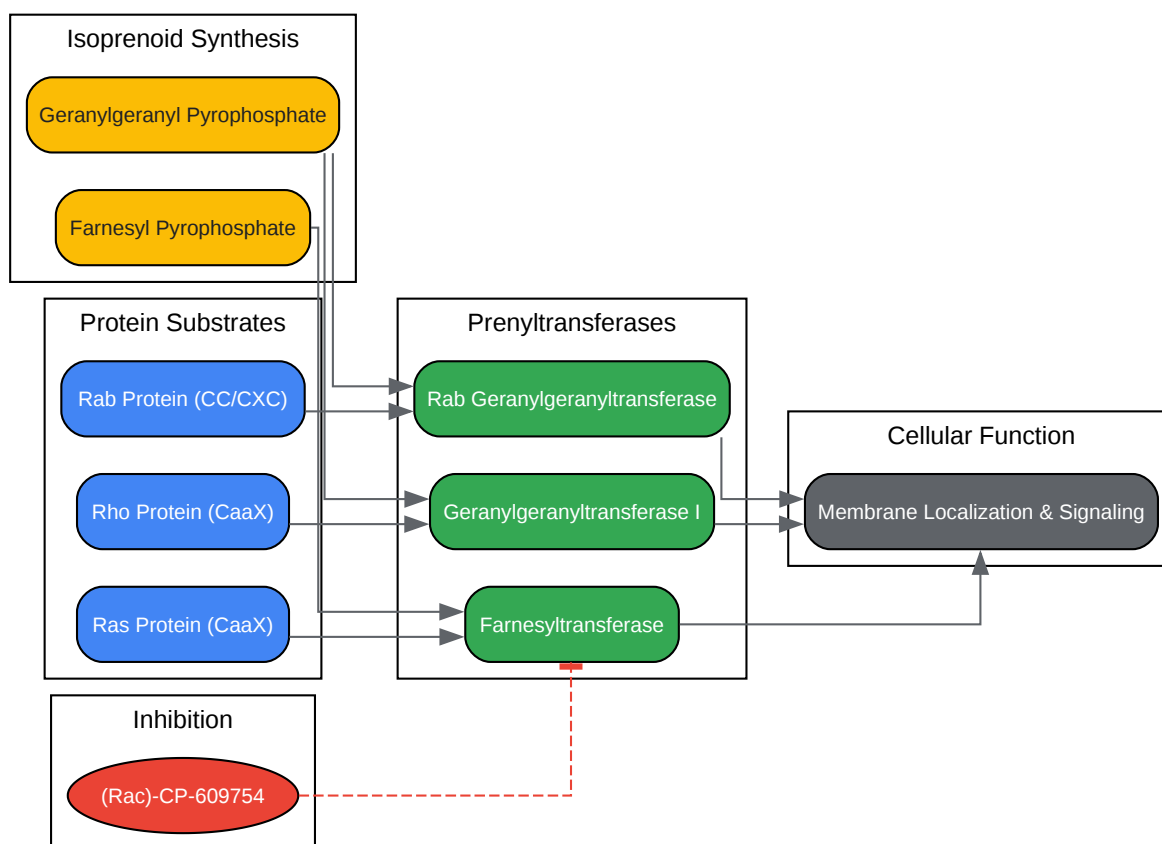 Isoprenoid Synthesis
Geranylgeranyl Pyrophosphate
Farnesyl Pyrophosphate
Protein Substrates
Rab Protein (CC/CXC)
Rho Protein (CaaX)
Ras Protein (CaaX)
Prenyltransferases
Rab Geranylgeranyltransferase
Geranylgeranyltransferase I
Farnesyltransferase
Cellular Function
Membrane Localization & Signaling
Inhibition
(Rac)-CP-609754